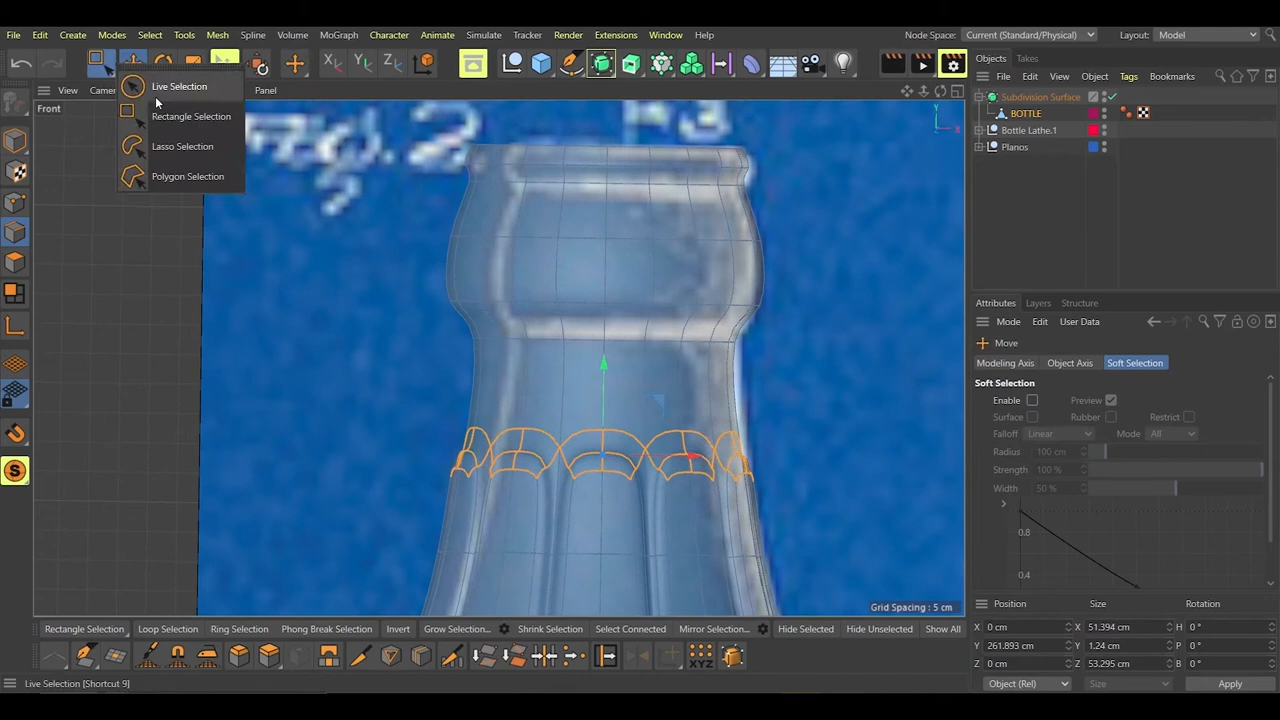 File Edit Create Modes Select Tools Mesh Spline Volume MoGraph Character Animate Simulate Tracker Render Extensions Window Help Node Space: Current (Standard/Physical) Layout: Model
Objects Takes
File Edit View Object Tags Bookmarks
View Panel
Front
Live Selection
Rectangle Selection
Lasso Selection
Polygon Selection
Subdivision Surface
BOTTLE
Bottle Lathe.1
Planos
Attributes Layers Structure
Mode Edit User Data
Move
Modeling Axis Object Axis Soft Selection
Soft Selection
Enable Preview
Surface Rubber Restrict
Falloff Linear Mode All
Radius 100 cm
Strength 100 %
Width 50 %
0.8
0.4
Grid Spacing : 5 cm
Position Size Rotation
X 0 cm X 51.394 cm H 0 °
Y 261.893 cm Y 1.24 cm P 0 °
Z 0 cm Z 53.295 cm B 0 °
Object (Rel) Size Apply
Rectangle Selection Loop Selection Ring Selection Phong Break Selection Invert Grow Selection... Shrink Selection Select Connected Mirror Selection... Hide Selected Hide Unselected Show All
XYZ
Live Selection [Shortcut 9]